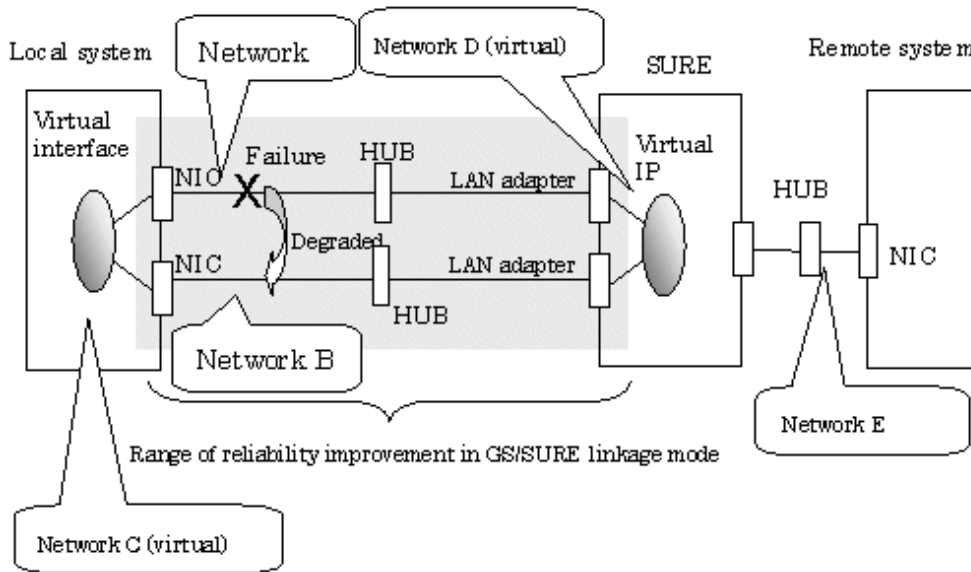 Local system
Network
Network D (virtual)
SURE
Remote system
Virtual
interface
NIC
Failure
HUB
LAN adapter
Virtual
IP
HUB
NIC
Degraded
LAN adapter
NIC
HUB
Network B
Network E
Range of reliability improvement in GS/SURE linkage mode
Network C (virtual)